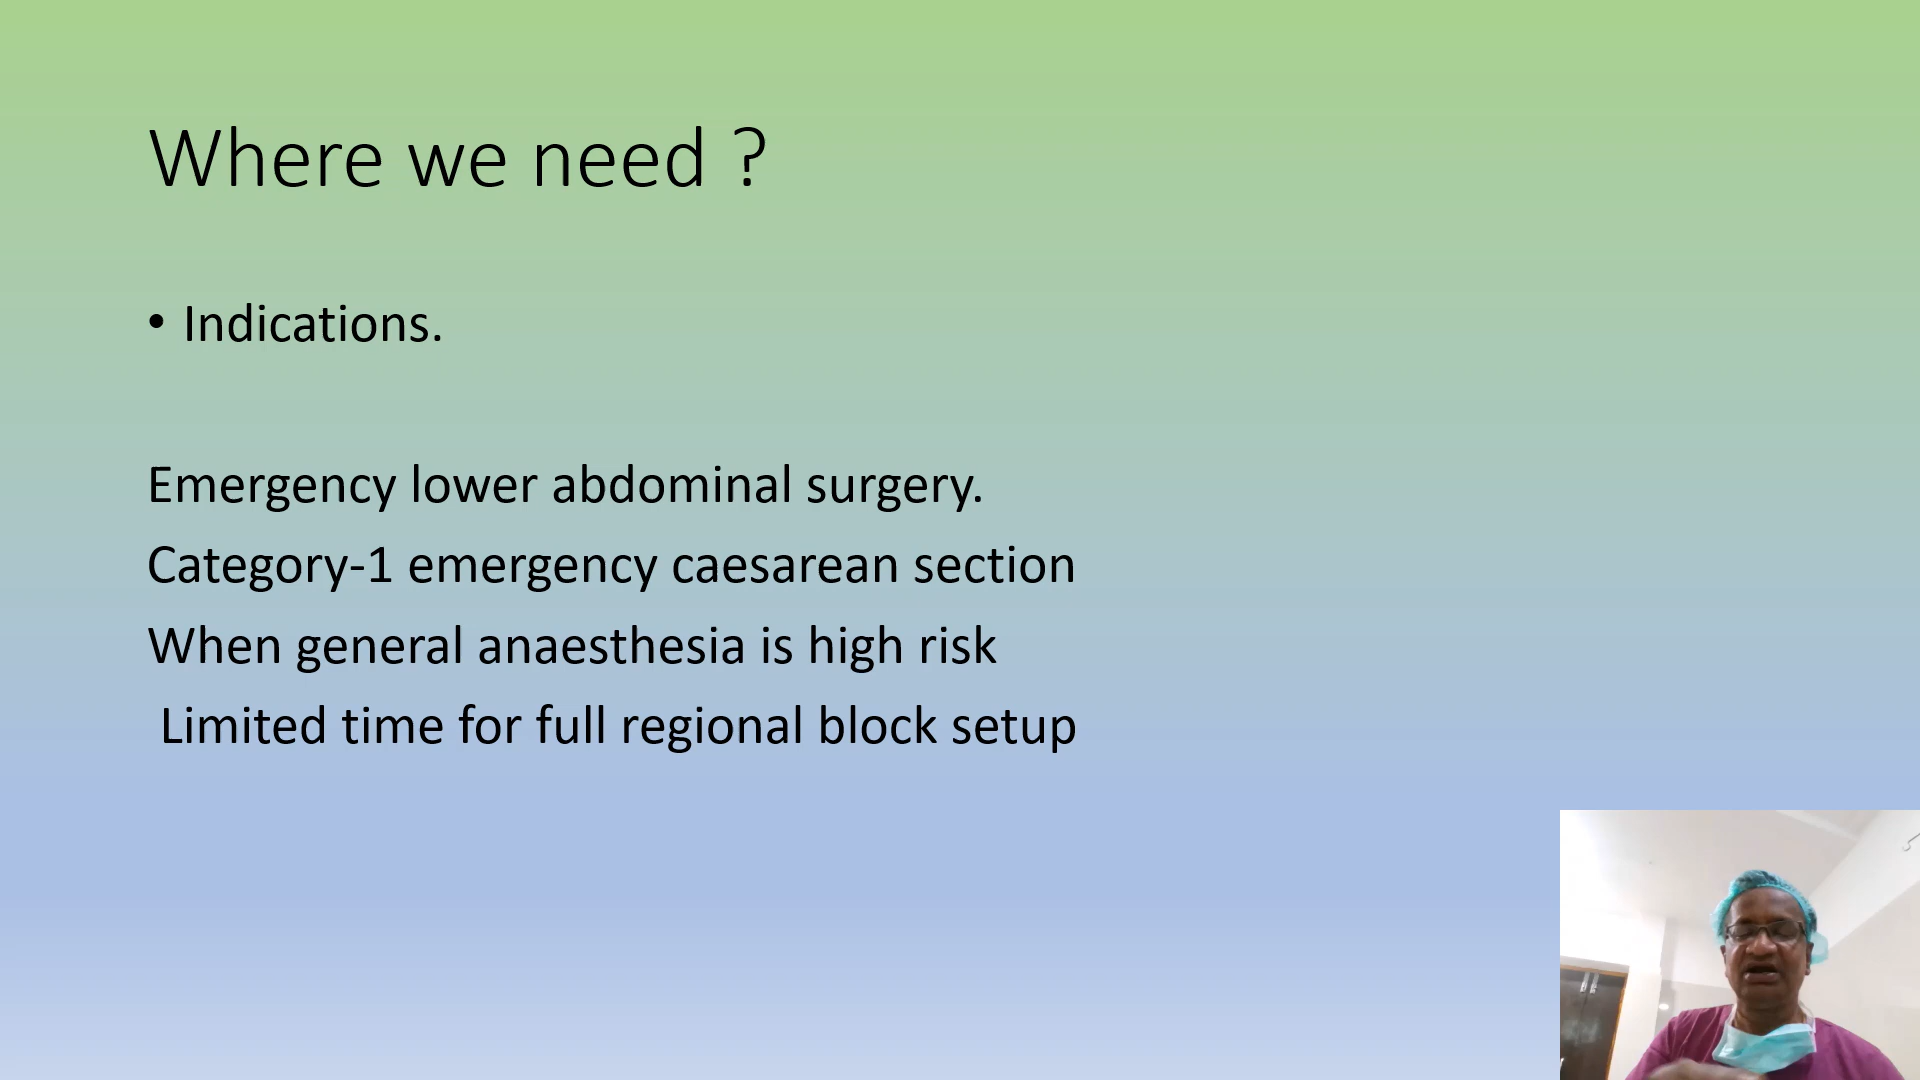 Where we need ?
• Indications.
Emergency lower abdominal surgery.
Category-1 emergency caesarean section
When general anaesthesia is high risk
Limited time for full regional block setup